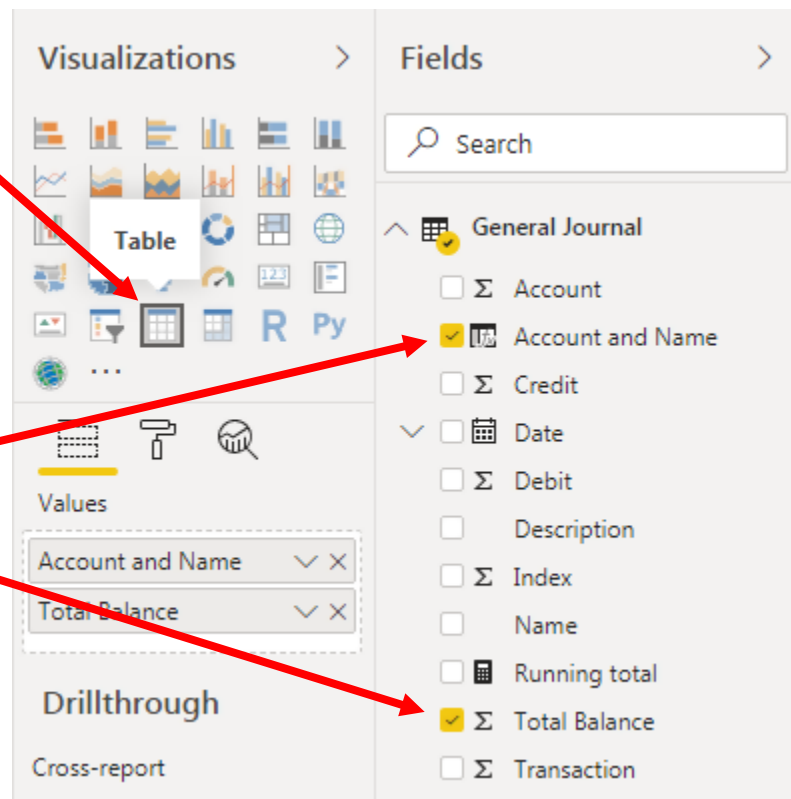 Visualizations
Table
123
R
Py
Values
Account and Name
Total Balance
Drillthrough
Cross-report
Fields
Search
General Journal
Σ Account
Account and Name
Σ Credit
Date
Σ Debit
Description
Σ Index
Name
Running total
Σ Total Balance
Σ Transaction